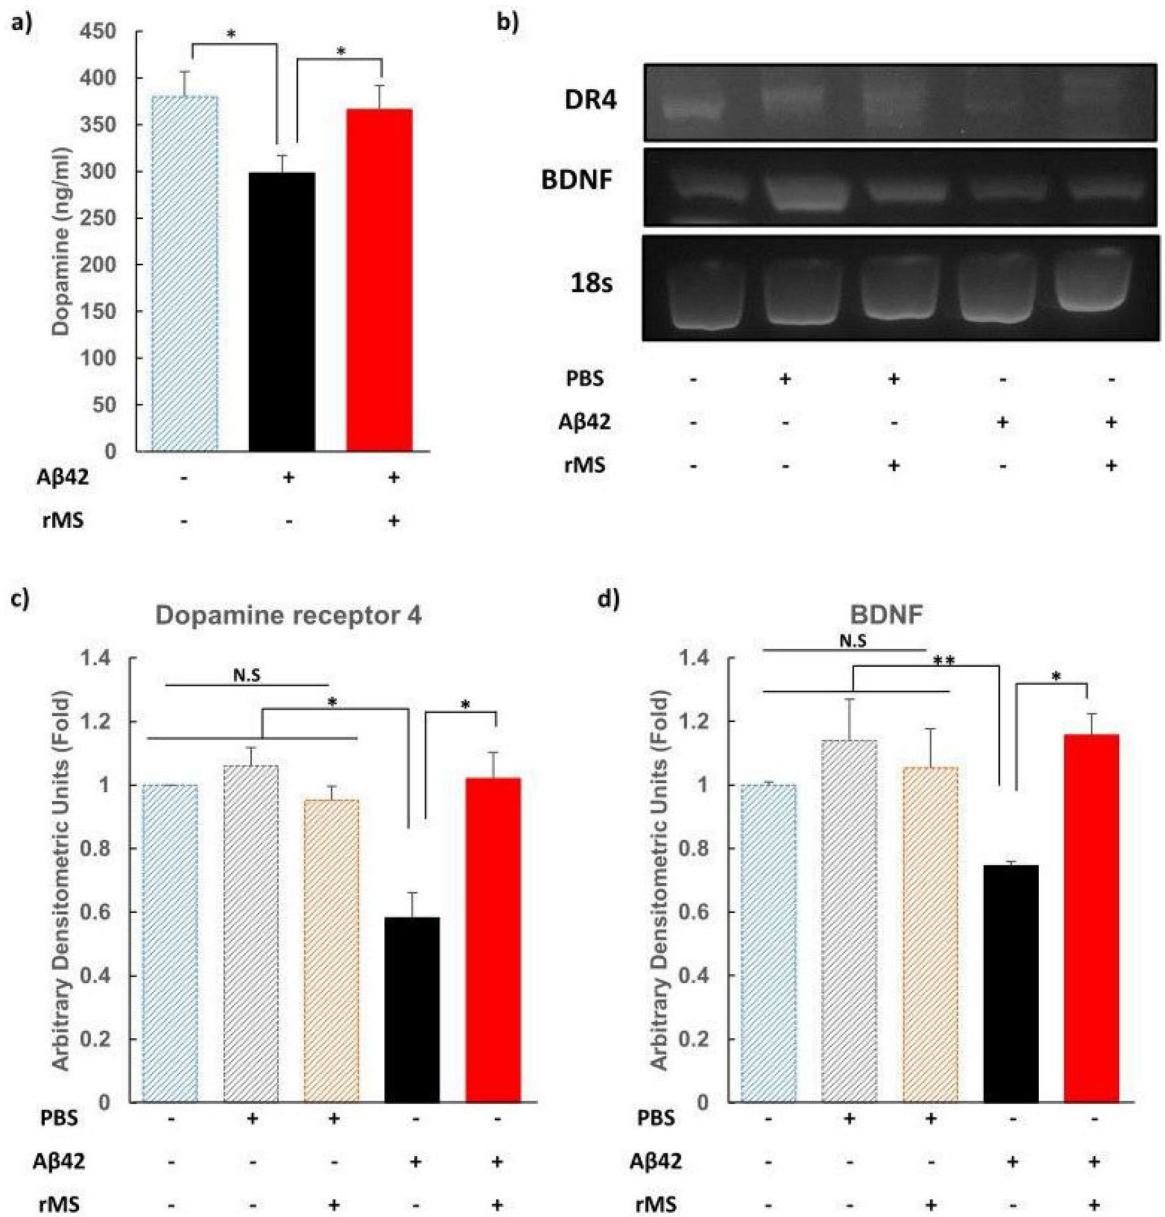 a)
450
*
*
400
350
300
250
200
150
100
50
0
Dopamine (ng/ml)
Aβ42 - + +
rMS - - +
b)
DR4
BDNF
18s
PBS - + + - -
Aβ42 - - - + +
rMS - - + - +
c)
Dopamine receptor 4
N.S
*
*
1.4
1.2
1
0.8
0.6
0.4
0.2
0
Arbitrary Densitometric Units (Fold)
PBS - + + - -
Aβ42 - - - + +
rMS - - + - +
d)
BDNF
N.S
**
*
1.4
1.2
1
0.8
0.6
0.4
0.2
0
Arbitrary Densitometric Units (Fold)
PBS - + + - -
Aβ42 - - - + +
rMS - - + - +